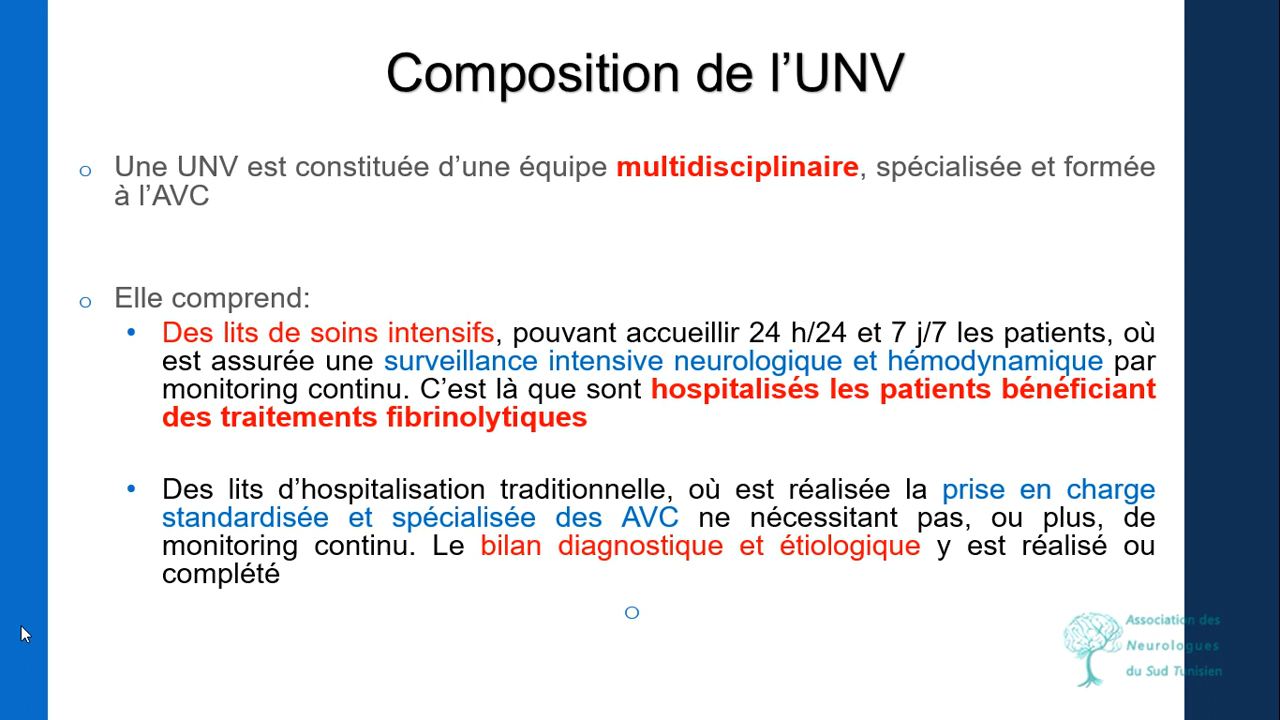 Composition de l’UNV
Une UNV est constituée d’une équipe multidisciplinaire, spécialisée et formée
à l’AVC
Elle comprend:
Des lits de soins intensifs, pouvant accueillir 24 h/24 et 7 j/7 les patients, où
est assurée une surveillance intensive neurologique et hémodynamique par
monitoring continu. C’est là que sont hospitalisés les patients bénéficiant
des traitements fibrinolytiques
Des lits d’hospitalisation traditionnelle, où est réalisée la prise en charge
standardisée et spécialisée des AVC ne nécessitant pas, ou plus, de
monitoring continu. Le bilan diagnostique et étiologique y est réalisé ou
complété
Association des
Neurologues
du Sud Tunisien